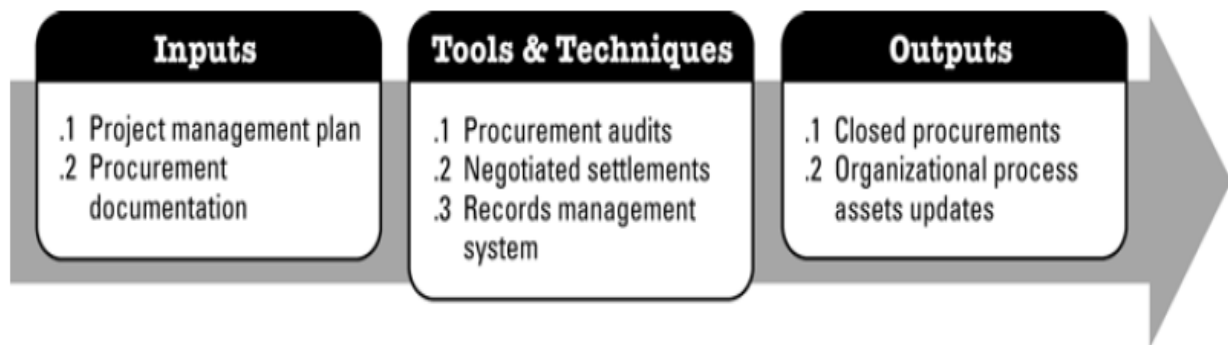 Inputs
.1 Project management plan
.2 Procurement
documentation
Tools & Techniques
.1 Procurement audits
.2 Negotiated settlements
.3 Records management
system
Outputs
.1 Closed procurements
.2 Organizational process
assets updates